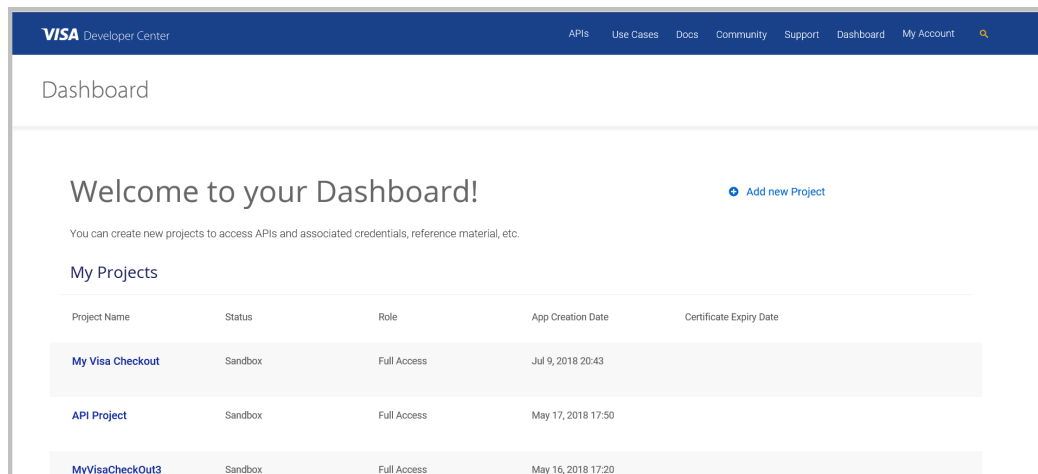 VISA Developer Center APIs Use Cases Docs Community Support Dashboard My Account
Dashboard
Welcome to your Dashboard! Add new Project
You can create new projects to access APIs and associated credentials, reference material, etc.
My Projects
Project Name Status Role App Creation Date Certificate Expiry Date
My Visa Checkout Sandbox Full Access Jul 9, 2018 20:43
API Project Sandbox Full Access May 17, 2018 17:50
MyVisaCheckOut3 Sandbox Full Access May 16, 2018 17:20